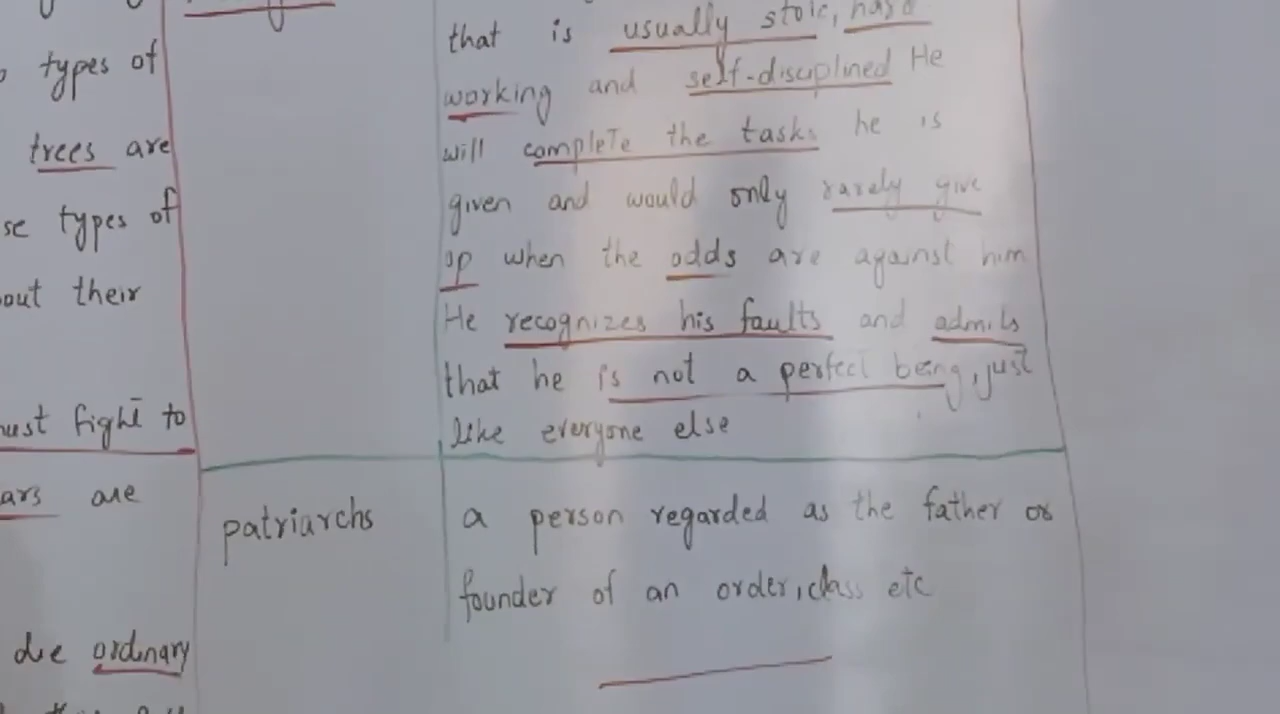 types of
trees are
se types of
out their
ust fight to
ars are
die ordinary
that is usually stoic, hard
working and self-disciplined He
will complete the tasks he is
given and would only rarely give
up when the odds are against him
He recognizes his faults and admits
that he is not a perfect being, just
like everyone else
patriarchs
a person regarded as the father or
founder of an order, class etc